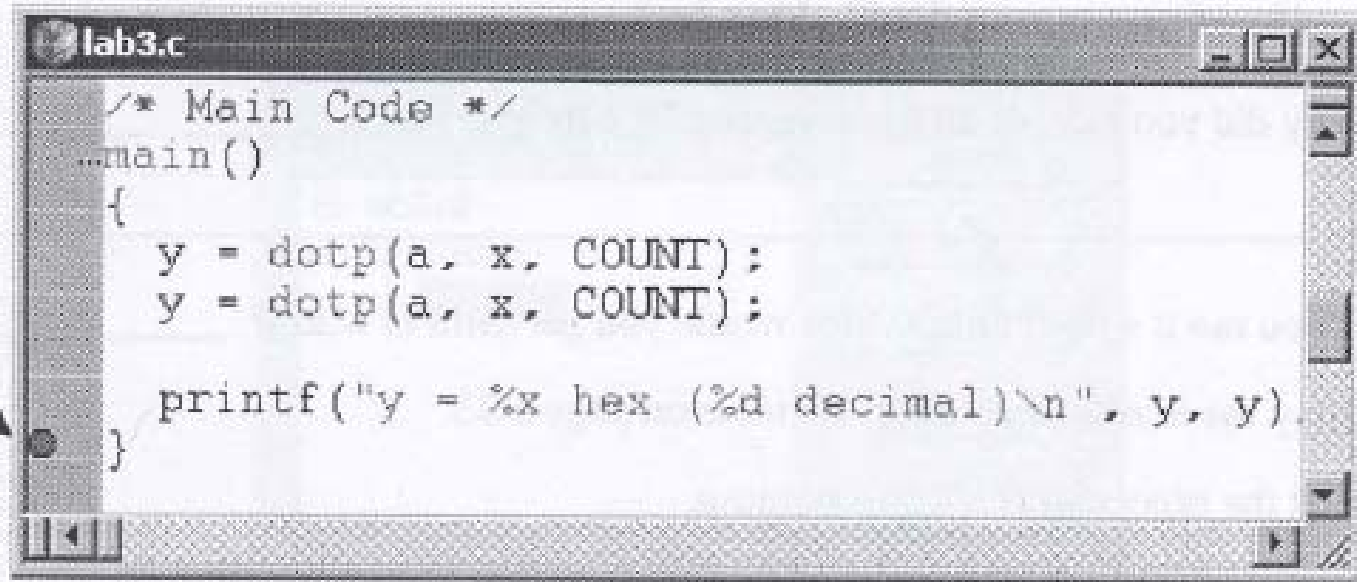 lab3.c
/* Main Code */
main()
{
y = dotp(a, x, COUNT);
y = dotp(a, x, COUNT);
printf("y = %x hex (%d decimal)\n", y, y)
}